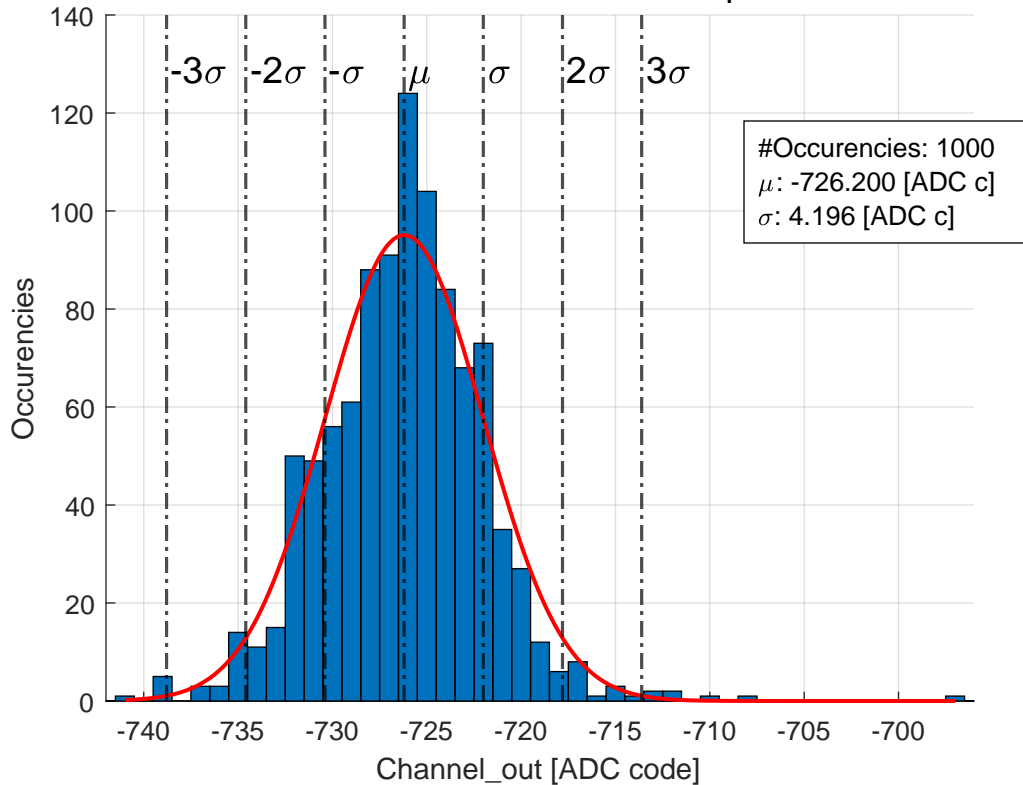 140
120
100
80
60
40
20
0
Occurencies
-3σ
-2σ
-σ
μ
σ
2σ
3σ
#Occurencies: 1000
μ: -726.200 [ADC c]
σ: 4.196 [ADC c]
-740
-735
-730
-725
-720
-715
-710
-705
-700
Channel_out [ADC code]